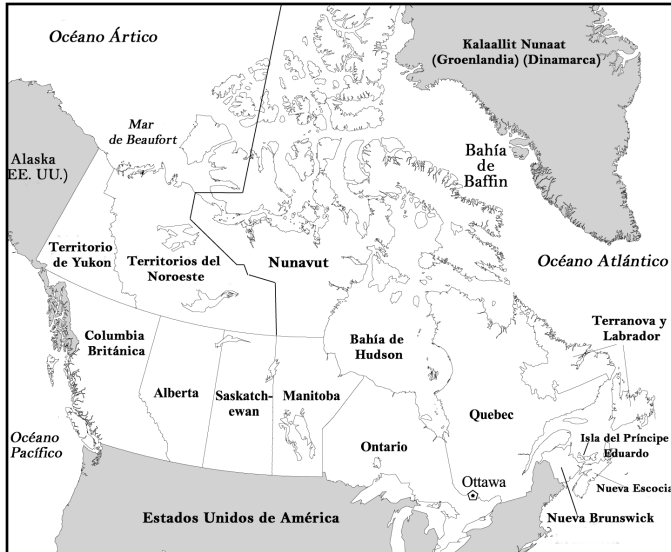 Océano Ártico
Kalaallit Nunaat
(Groenlandia) (Dinamarca)
Mar
de Beaufort
Alaska
(EE. UU.)
Bahía
de
Baffin
Territorio
de Yukon
Territorios del
Noroeste
Nunavut
Océano Atlántico
Columbia
Británica
Bahía de
Hudson
Terranova y
Labrador
Alberta
Saskatch-
ewan
Manitoba
Quebec
Océano
Pacífico
Ontario
Isla del Príncipe
Eduardo
Ottawa
Nueva Escocia
Estados Unidos de América
Nueva Brunswick